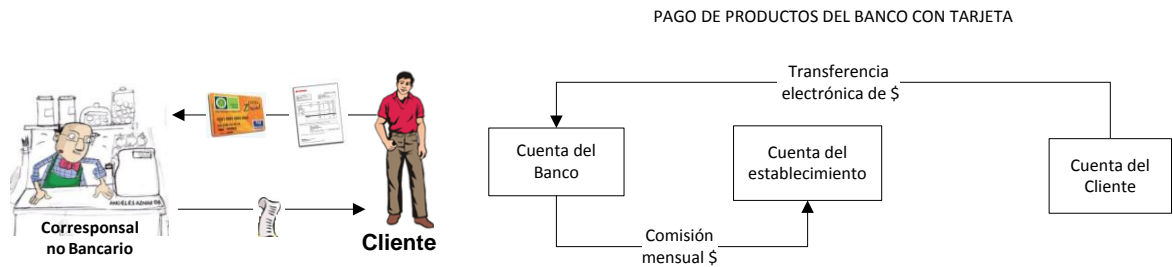 PAGO DE PRODUCTOS DEL BANCO CON TARJETA
Transferencia
electrónica de $
Cuenta del
Banco
Cuenta del
establecimiento
Cuenta del
Cliente
Comisión
mensual $
Corresponsal
no Bancario
Cliente